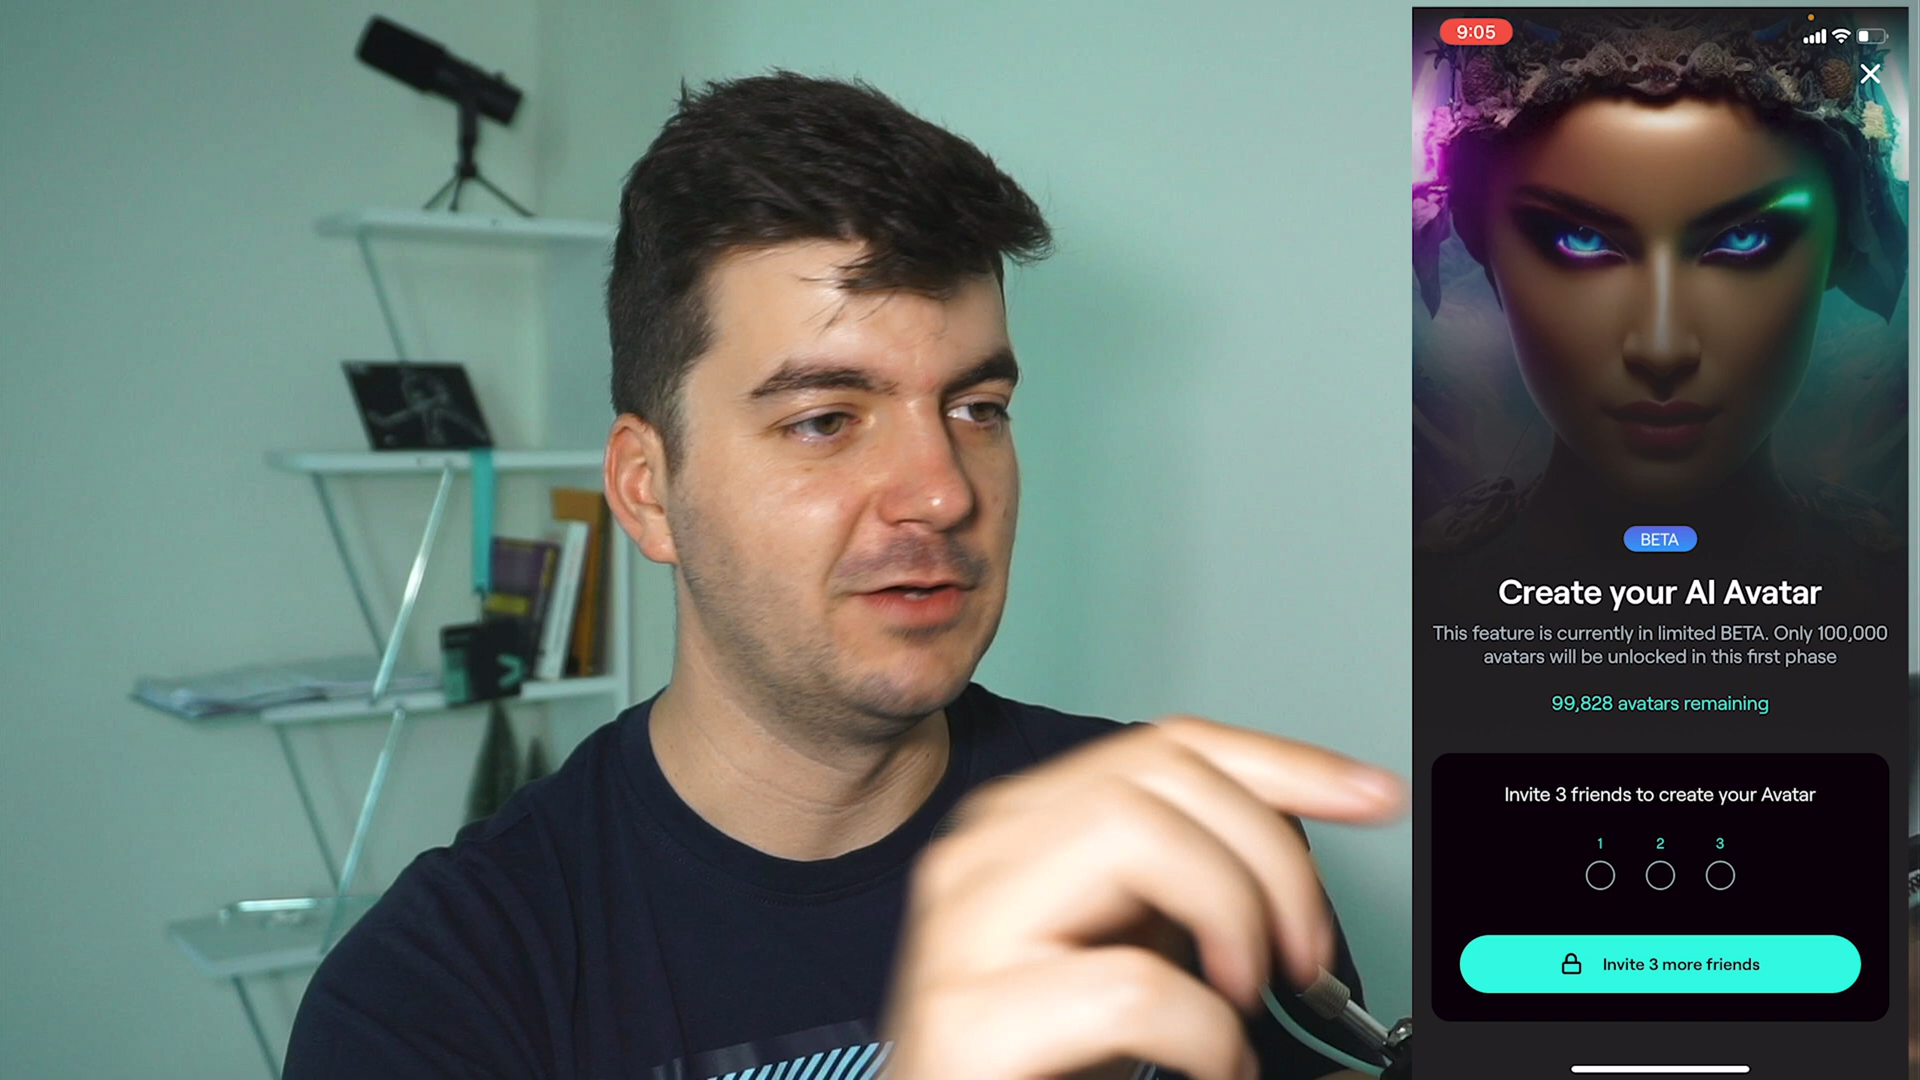 9:05
BETA
Create your AI Avatar
This feature is currently in limited BETA. Only 100,000
avatars will be unlocked in this first phase
99,828 avatars remaining
Invite 3 friends to create your Avatar
1 2 3
Invite 3 more friends